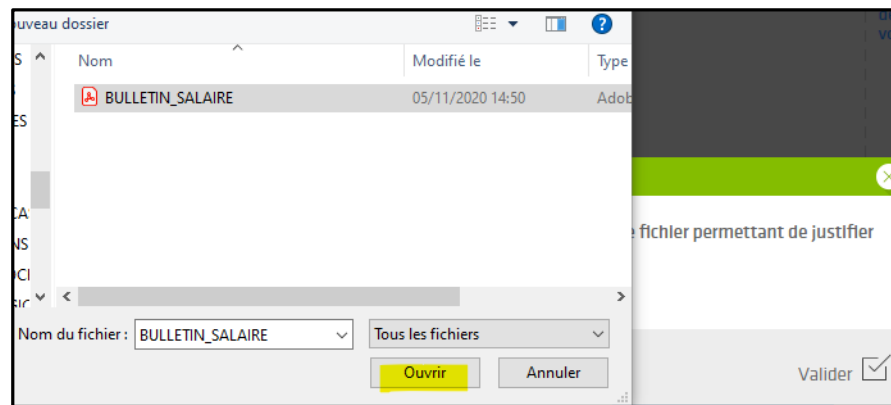 ouveau dossier
Nom
Modifié le
Type
BULLETIN_SALAIRE
05/11/2020 14:50
Adob
fichier permettant de justifier
Nom du fichier :
BULLETIN_SALAIRE
Tous les fichiers
Ouvrir
Annuler
Valider